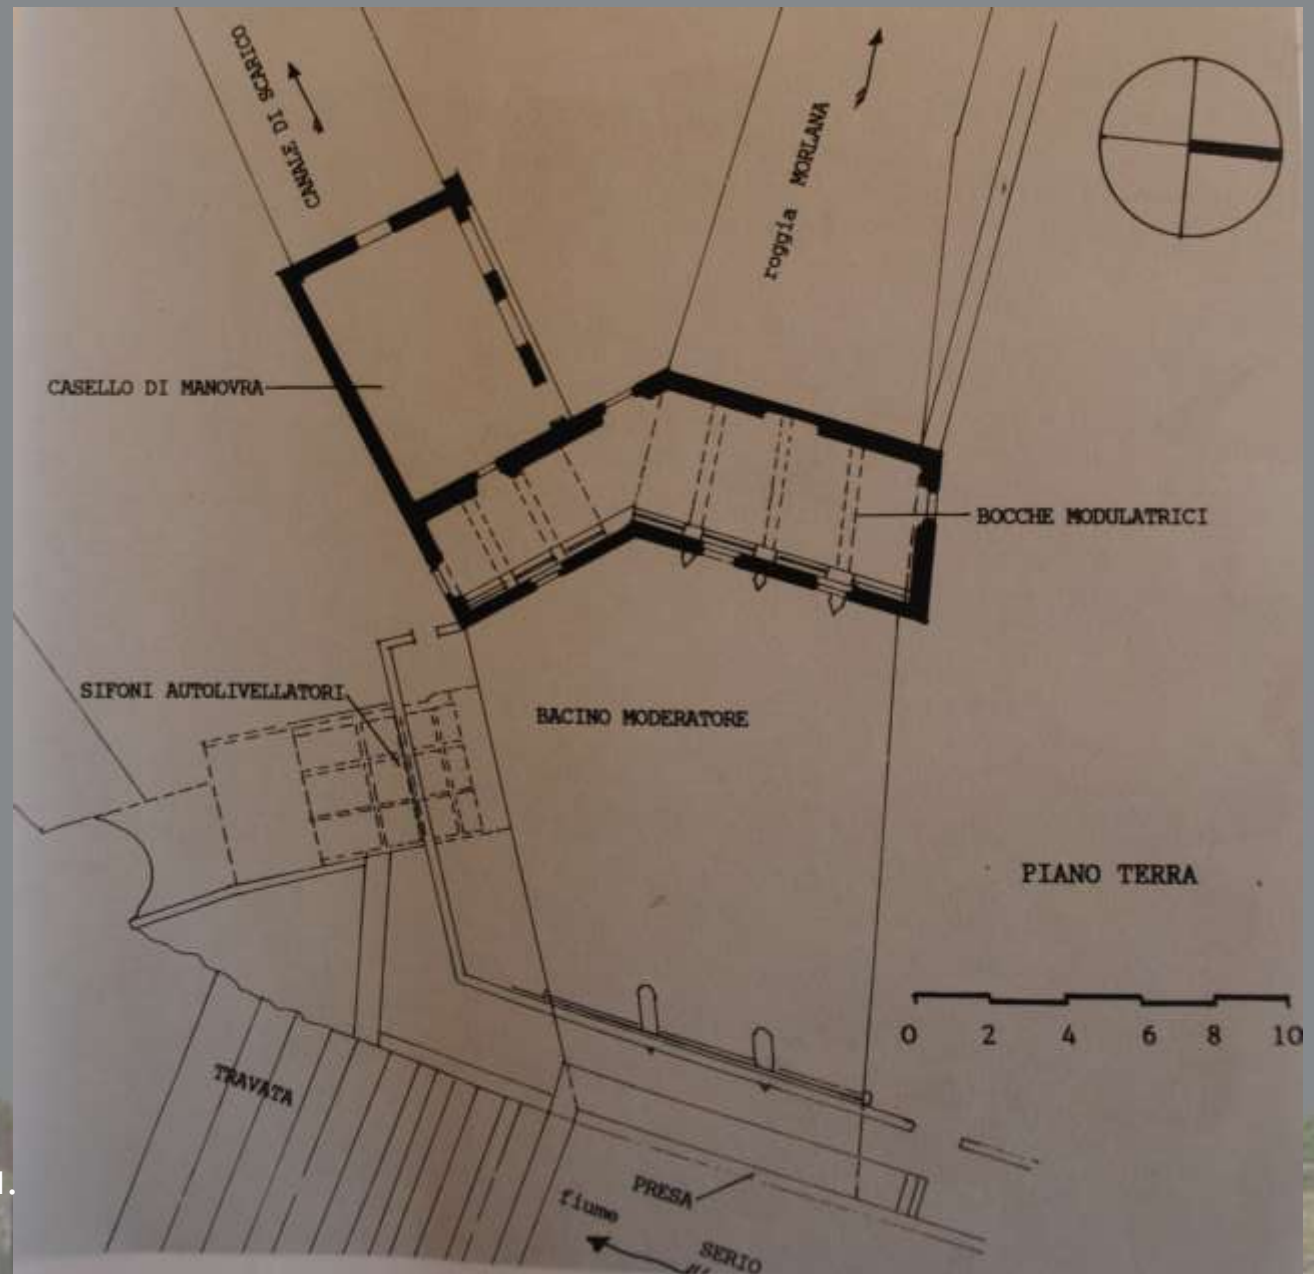 CANALE DI SCARICO
roggia MORLANA
CASELLO DI MANOVRA
BOCCHE MODULATRICI
SIFONI AUTOLIVELLATORI
BACINO MODERATORE
PIANO TERRA
0 2 4 6 8 10
TRAVATA
PRESA
fiume
SERIO